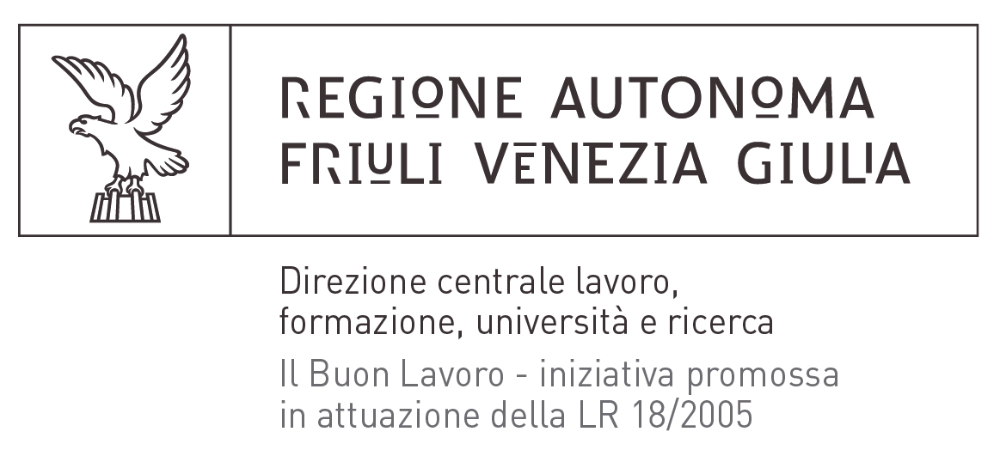 REGIONE AUTONOMA
FRIULI VENEZIA GIULIA
Direzione centrale lavoro,
formazione, università e ricerca
Il Buon Lavoro - iniziativa promossa
in attuazione della LR 18/2005